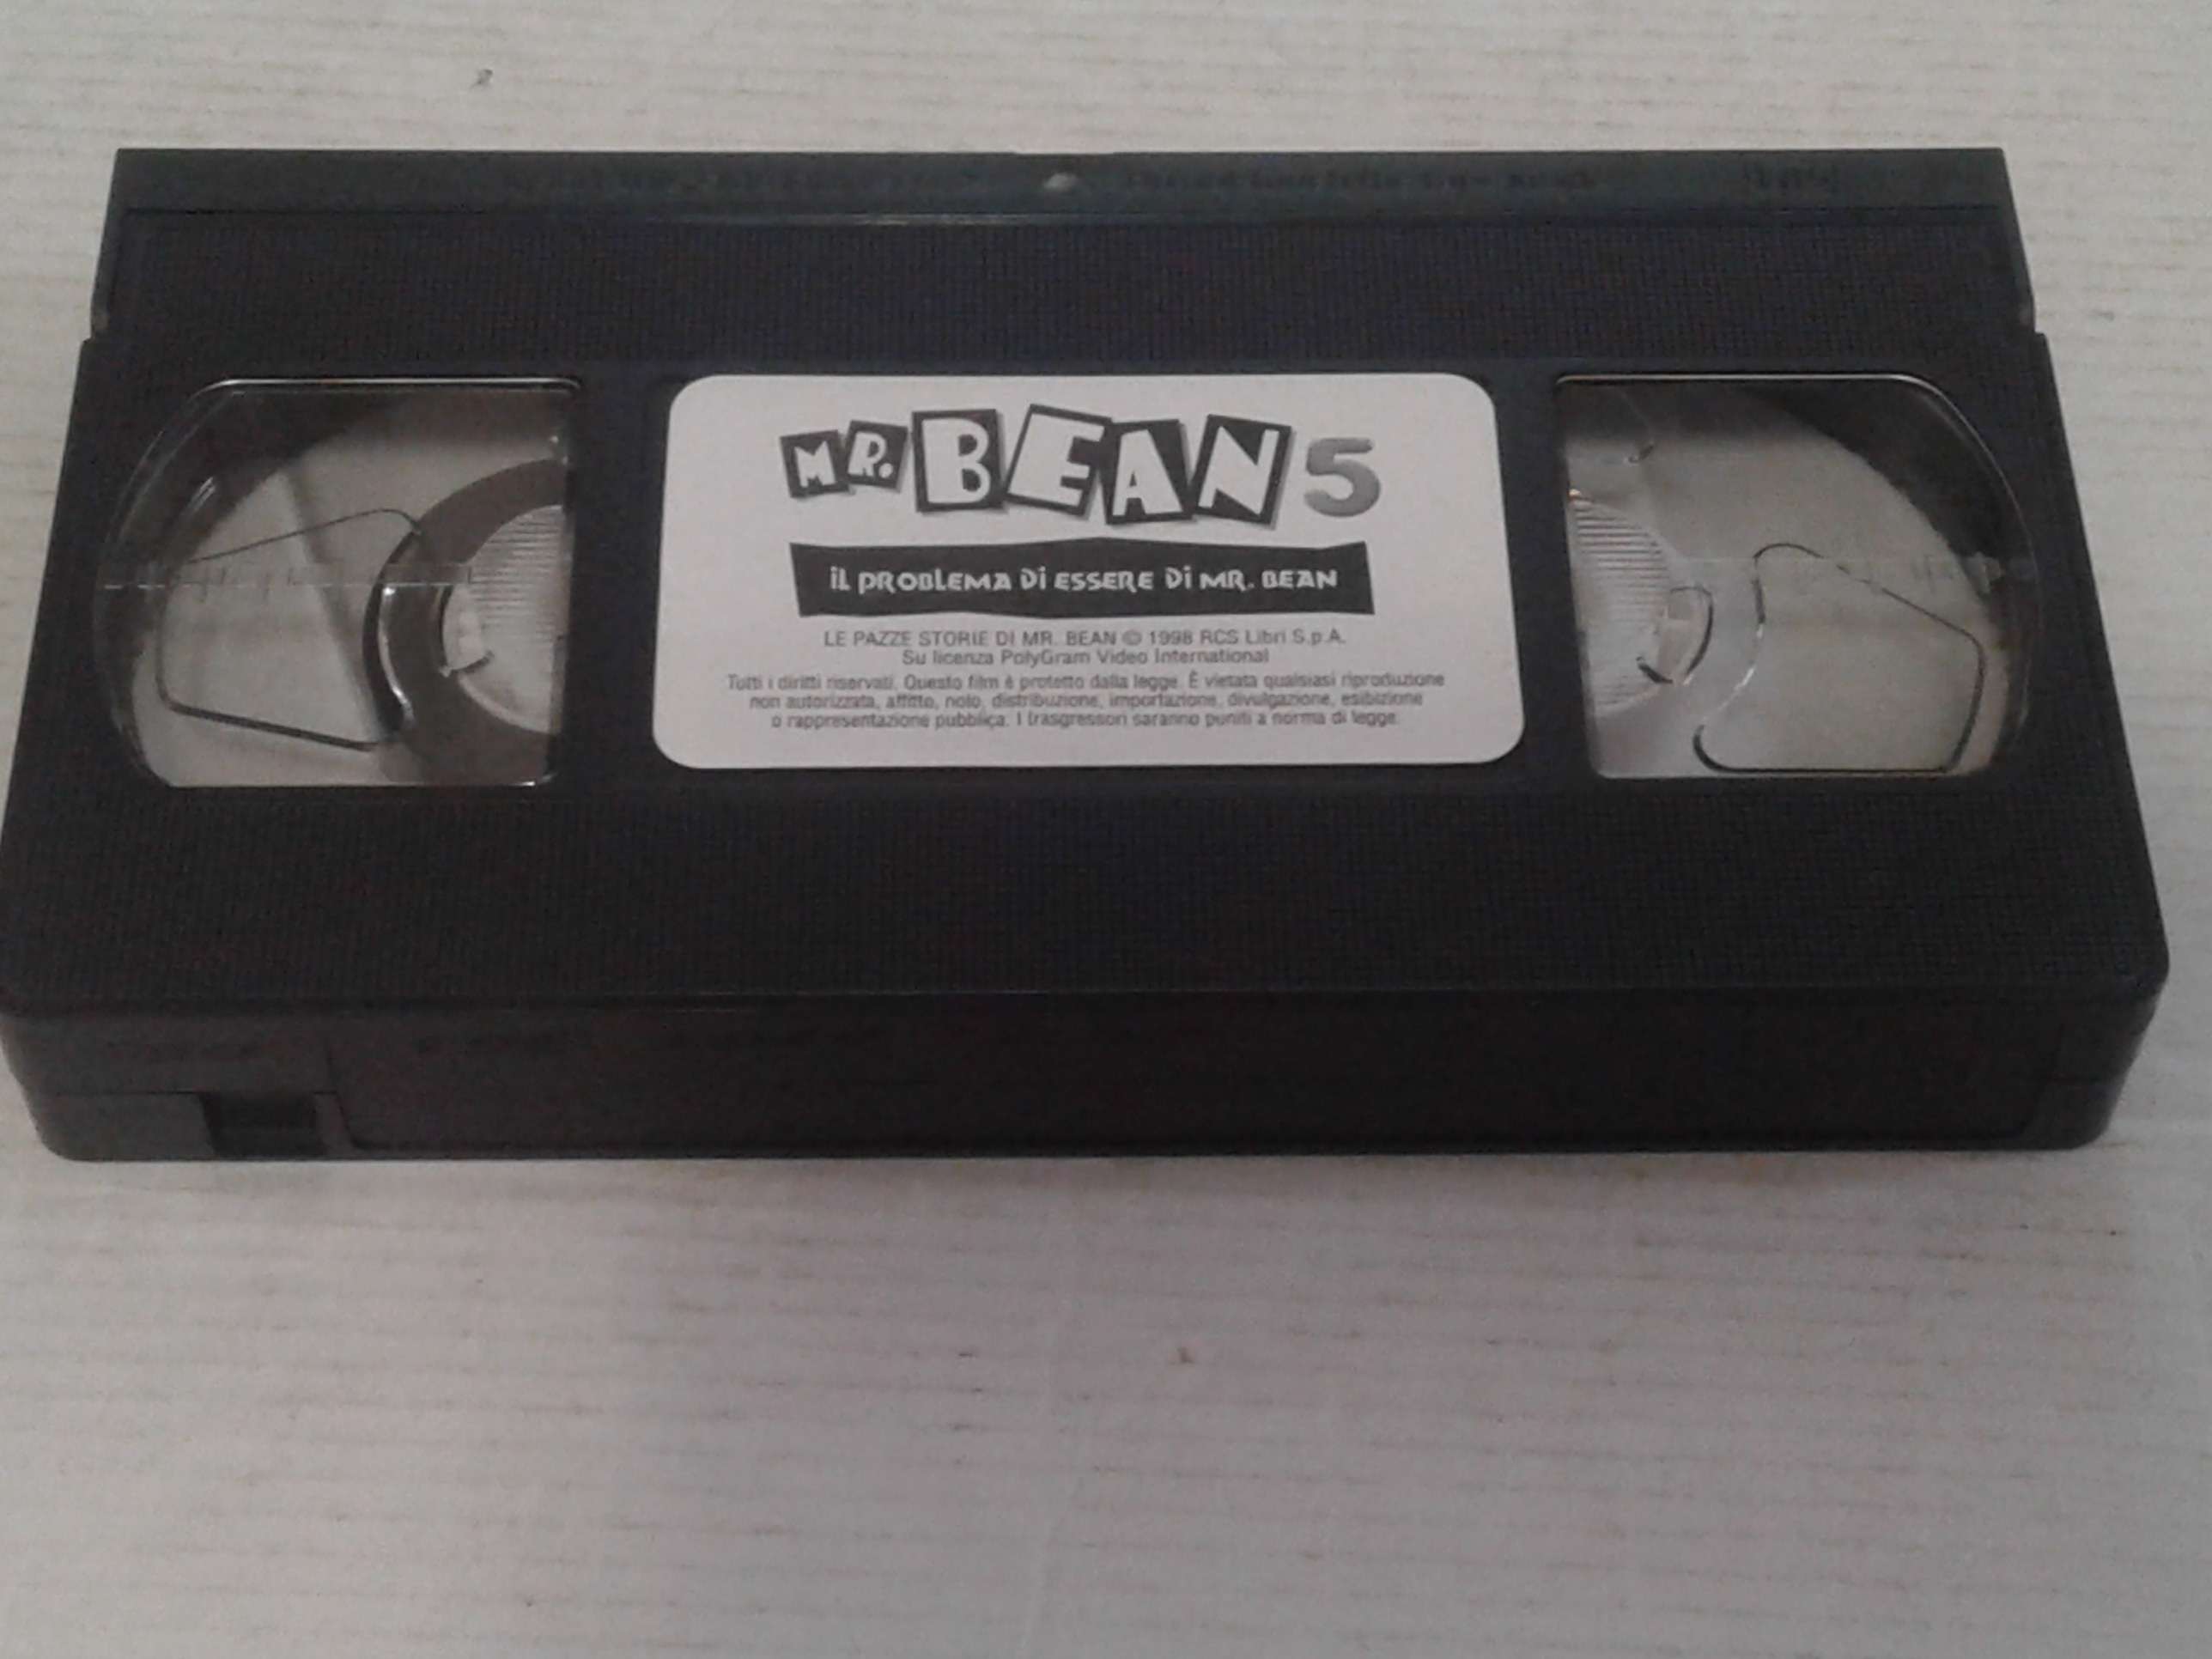 MR. BEAN 5
iL PROBLEMA Di ESSERE Di MR. BEAN
LE PAZZE STORIE DI MR. BEAN © 1998 RCS Libri S.p.A.
Su licenza PolyGram Video International
Tutti i diritti riservati. Questo film è protetto dalla legge. È vietata qualsiasi riproduzione
non autorizzata, affitto, nolo, distribuzione, importazione, divulgazione, esibizione
o rappresentazione pubblica. I trasgressori saranno puniti a norma di legge.